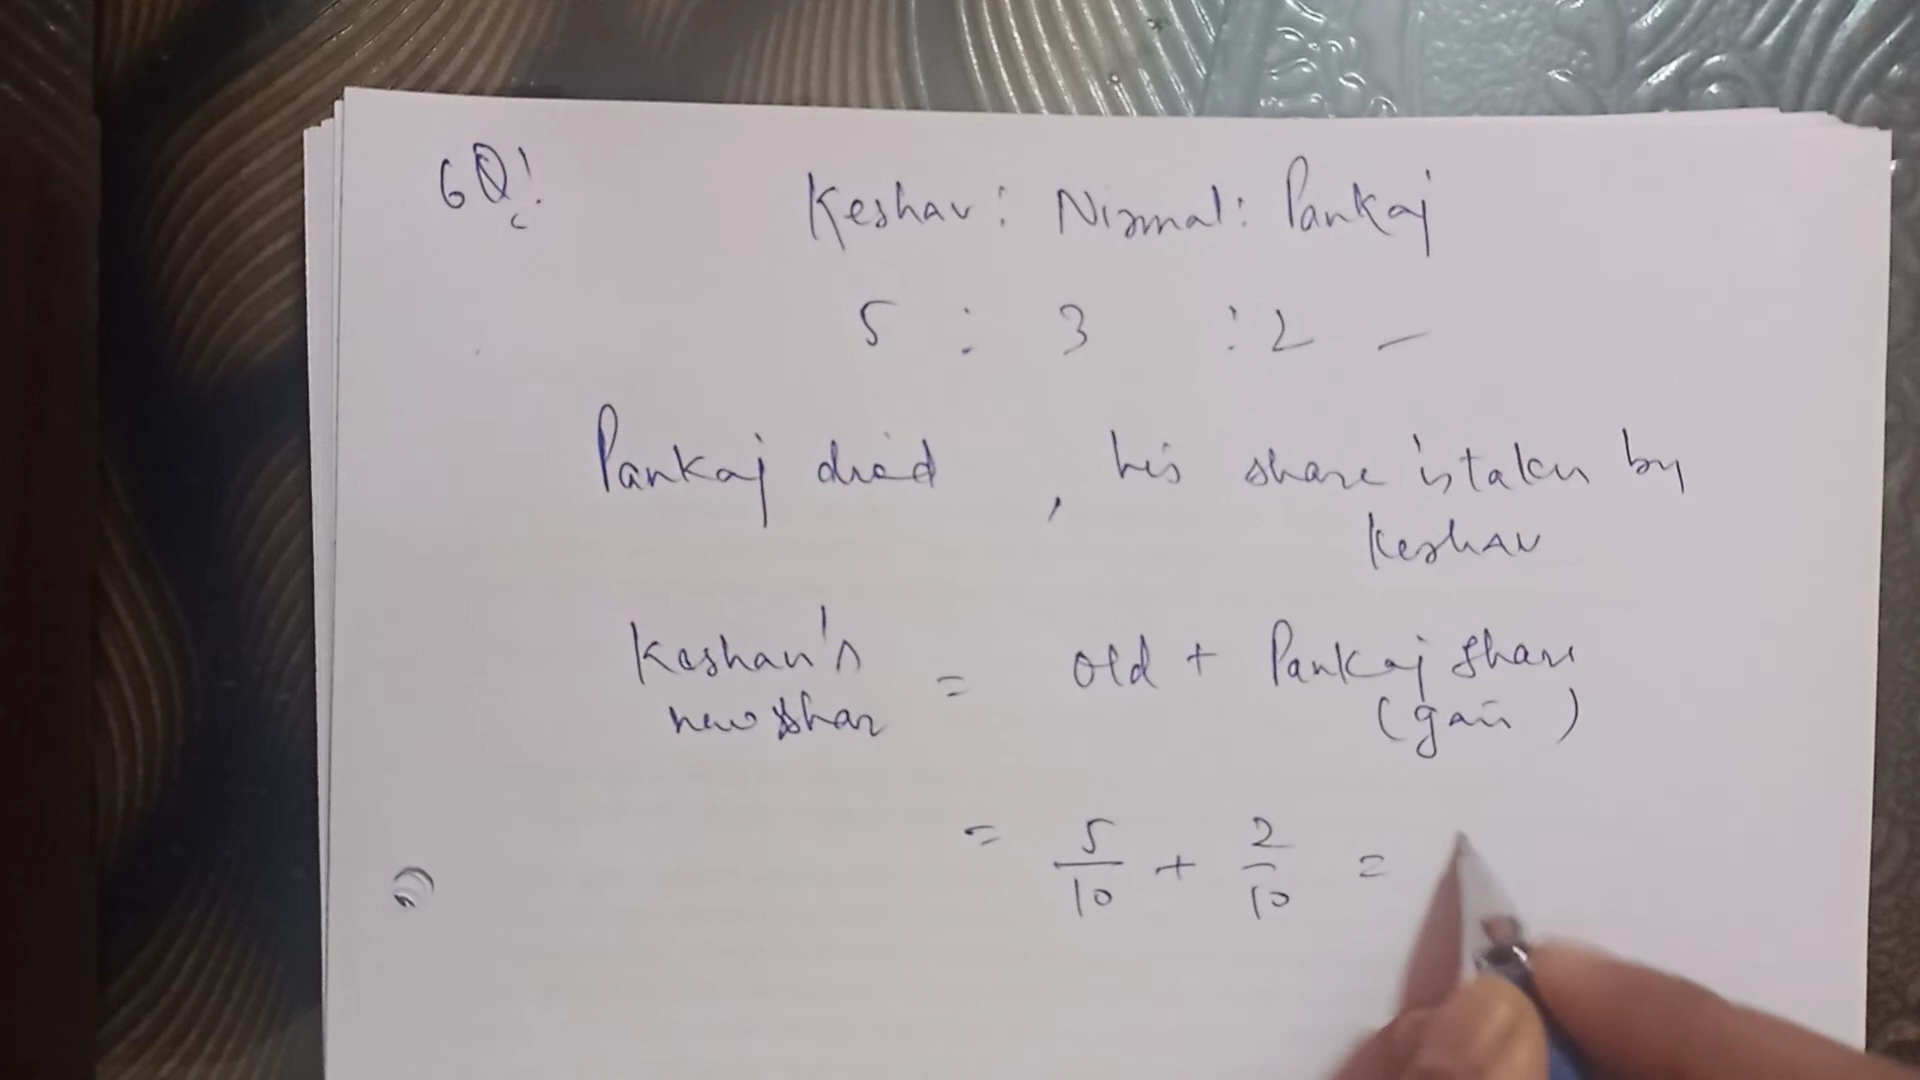 6Q!
Keshav : Nirmal : Pankaj
5 : 3 : 2 —
Pankaj died , his share is taken by
Keshav
Keshav's
new share = old + Pankaj share
(gain)
= 5/10 + 2/10 =